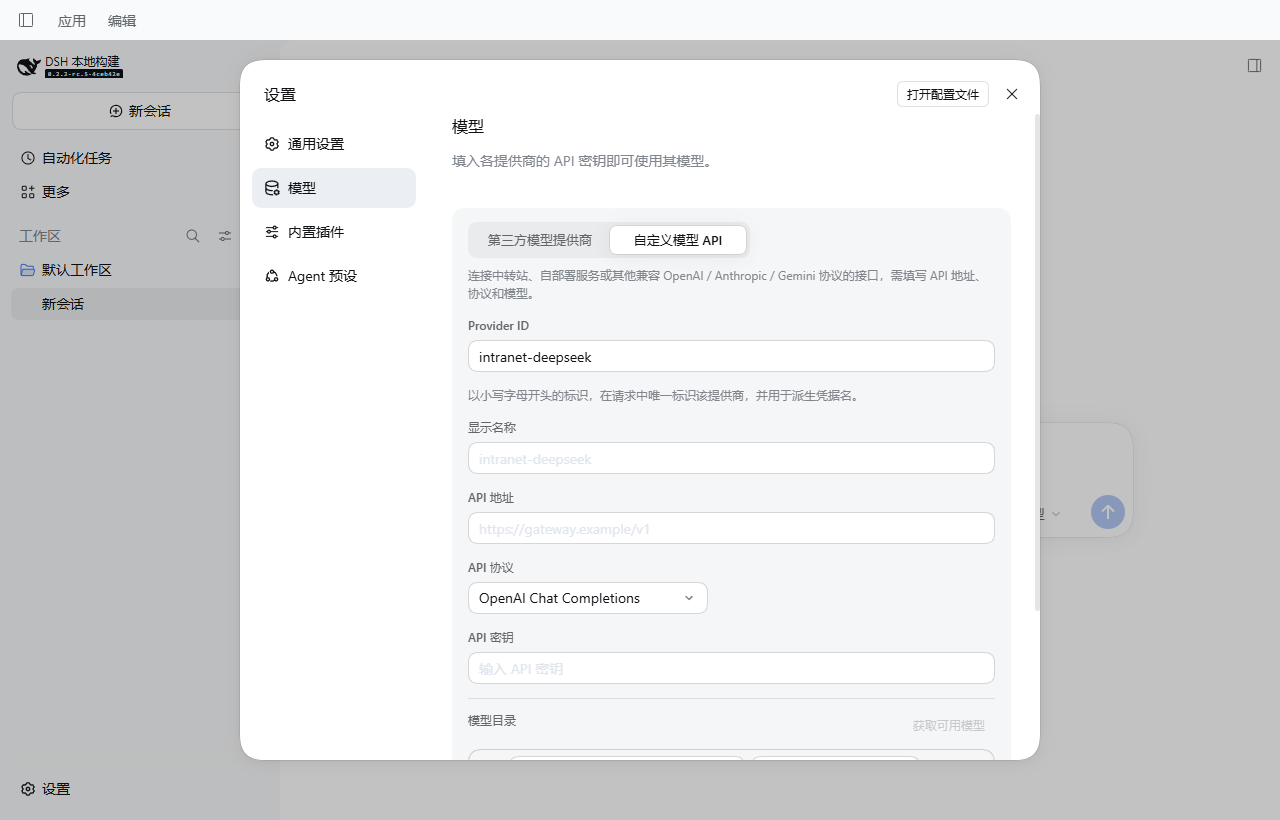 应用 编辑
DSH 本地构建
0.2.2-rc.5-4ceb42e
新会话
自动化任务
更多
工作区
默认工作区
新会话
设置
设置
打开配置文件
通用设置
模型
内置插件
Agent 预设
模型
填入各提供商的 API 密钥即可使用其模型。
第三方模型提供商 自定义模型 API
连接中转站、自部署服务或其他兼容 OpenAI / Anthropic / Gemini 协议的接口，需填写 API 地址、
协议和模型。
Provider ID
intranet-deepseek
以小写字母开头的标识，在请求中唯一标识该提供商，并用于派生凭据名。
显示名称
intranet-deepseek
API 地址
https://gateway.example/v1
API 协议
OpenAI Chat Completions
API 密钥
输入 API 密钥
模型目录 获取可用模型
型